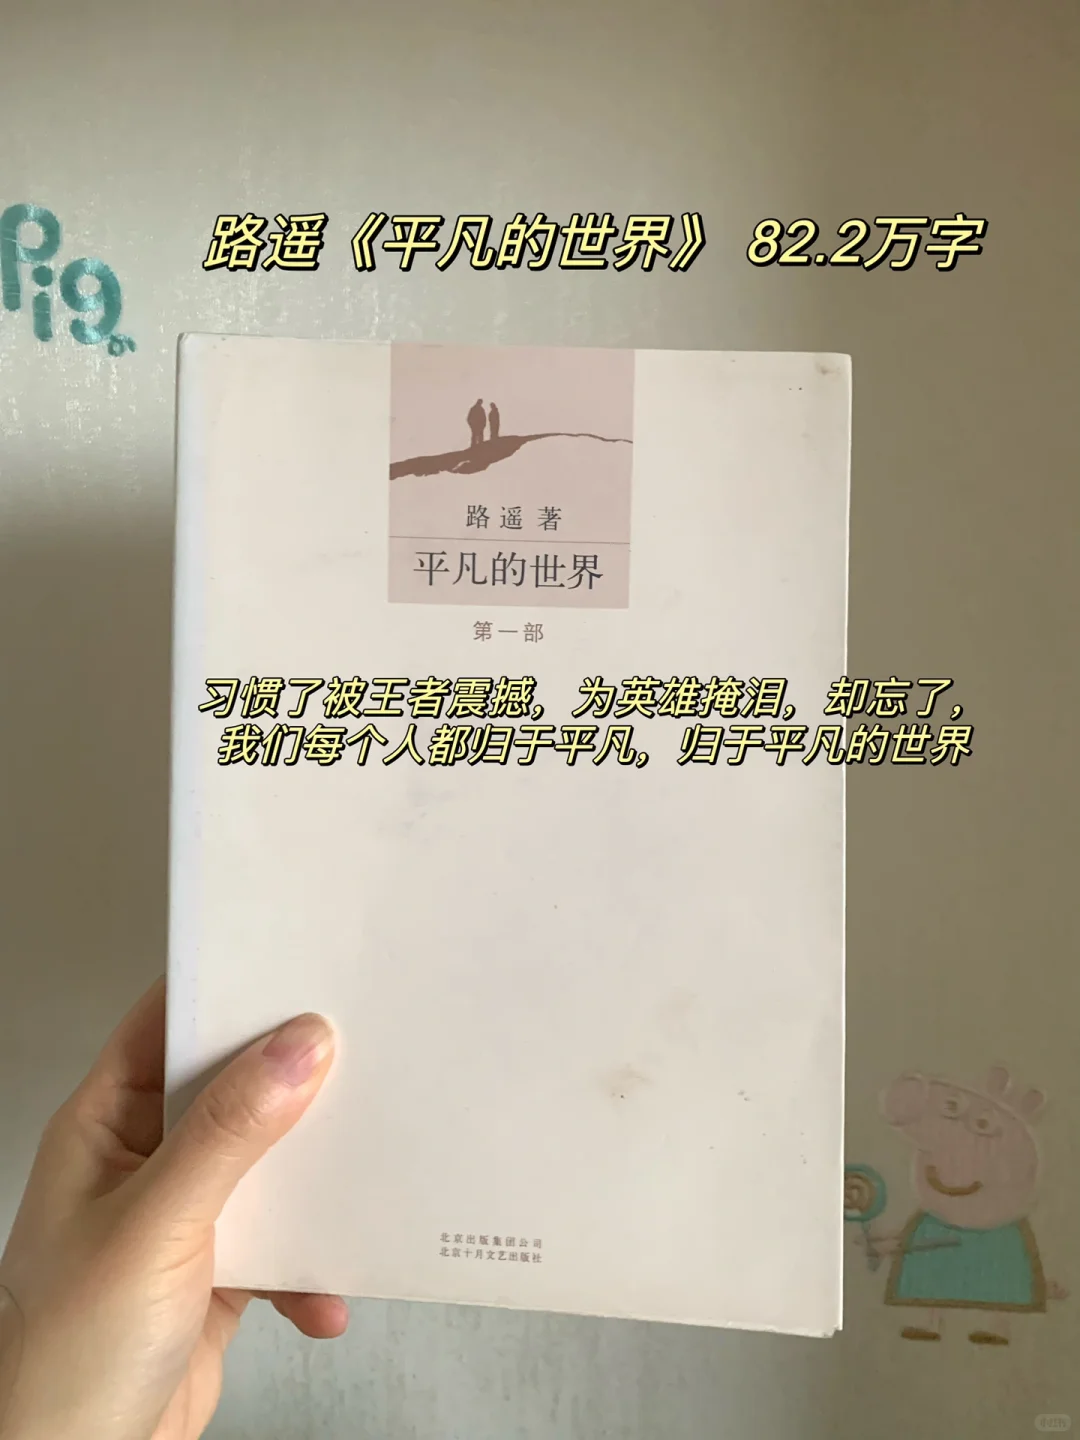 路遥《平凡的世界》 82.2万字
Pig
路遥 著
平凡的世界
第一部
习惯了被王者震撼，为英雄掩泪，却忘了，
我们每个人都归于平凡，归于平凡的世界
北京出版集团公司
北京十月文艺出版社
小红书